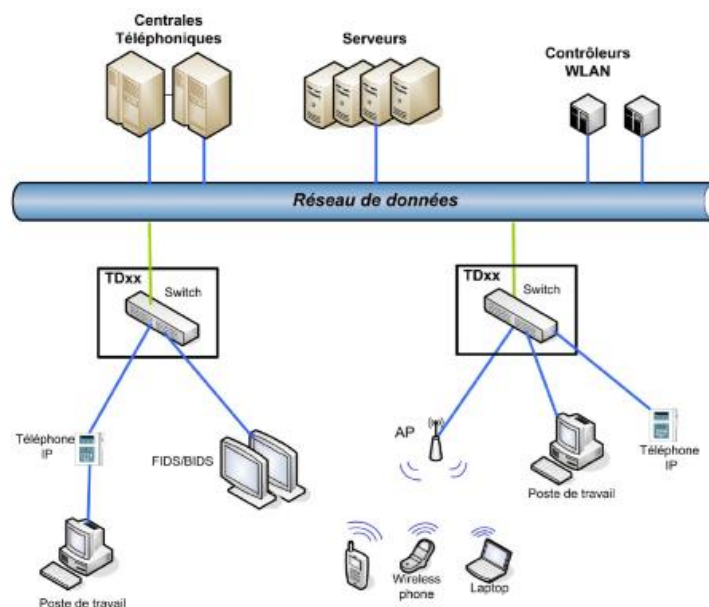 Centrales
Téléphoniques
Serveurs
Contrôleurs
WLAN
Réseau de données
TDxx
Switch
TDxx
Switch
Téléphone
IP
FIDS/BIDS
AP
Poste de travail
Téléphone
IP
Poste de travail
Wireless
phone
Laptop